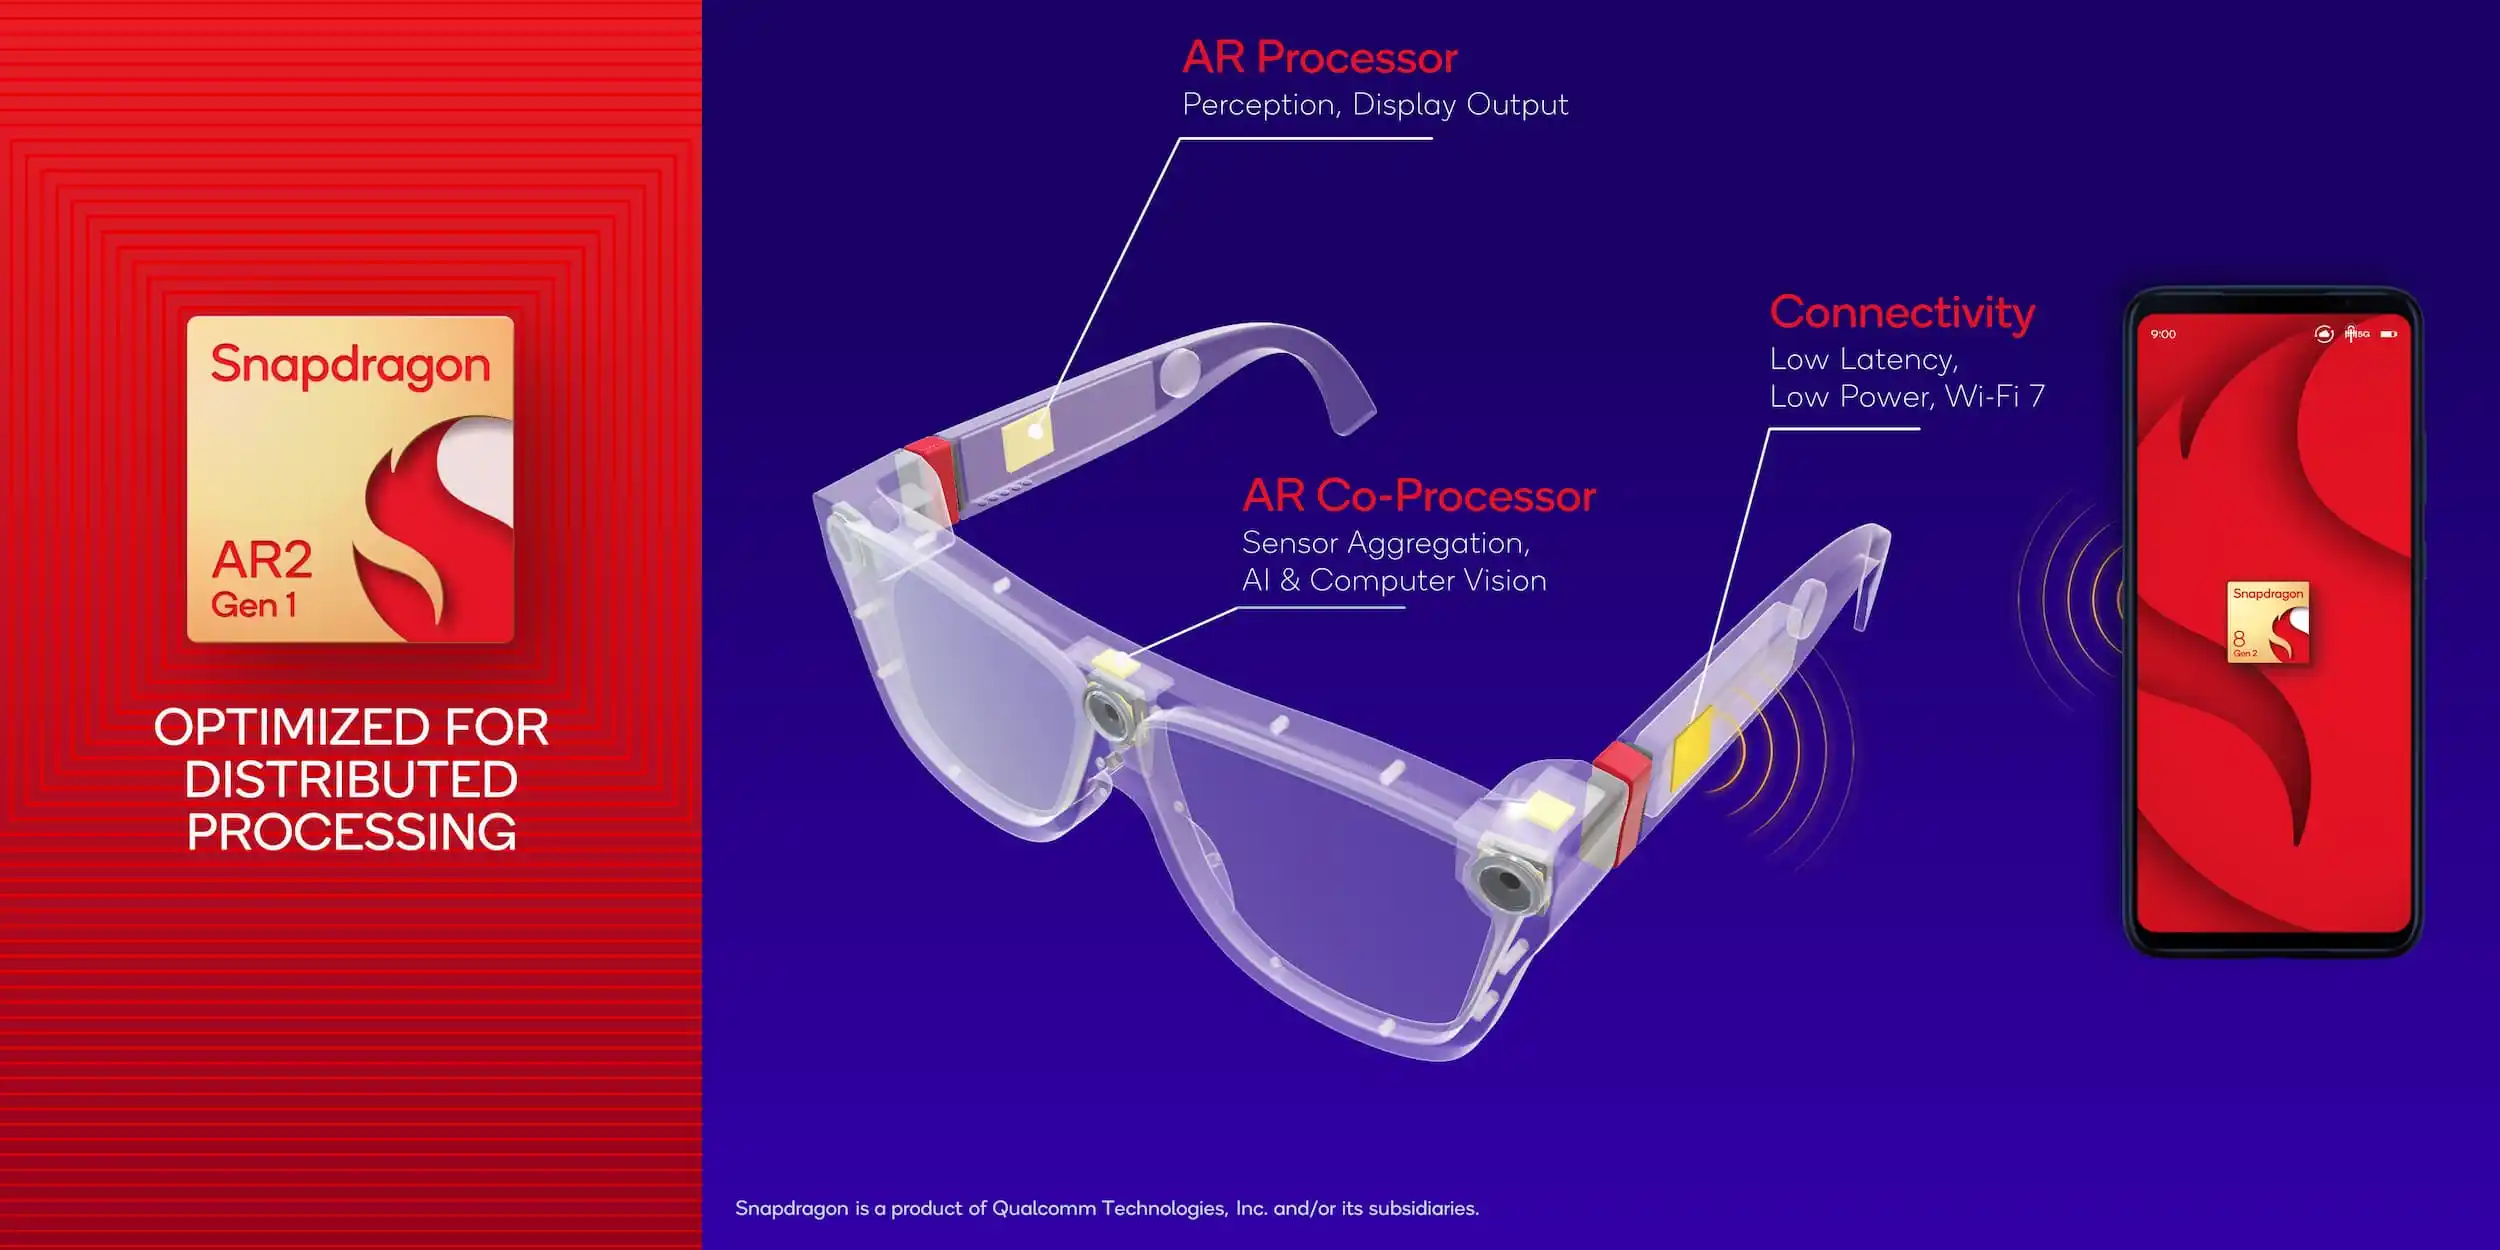 Snapdragon
AR2
Gen 1
OPTIMIZED FOR
DISTRIBUTED
PROCESSING
AR Processor
Perception, Display Output
AR Co-Processor
Sensor Aggregation,
AI & Computer Vision
Connectivity
Low Latency,
Low Power, Wi-Fi 7
9:00
5G
Snapdragon
8
Gen 2
Snapdragon is a product of Qualcomm Technologies, Inc. and/or its subsidiaries.